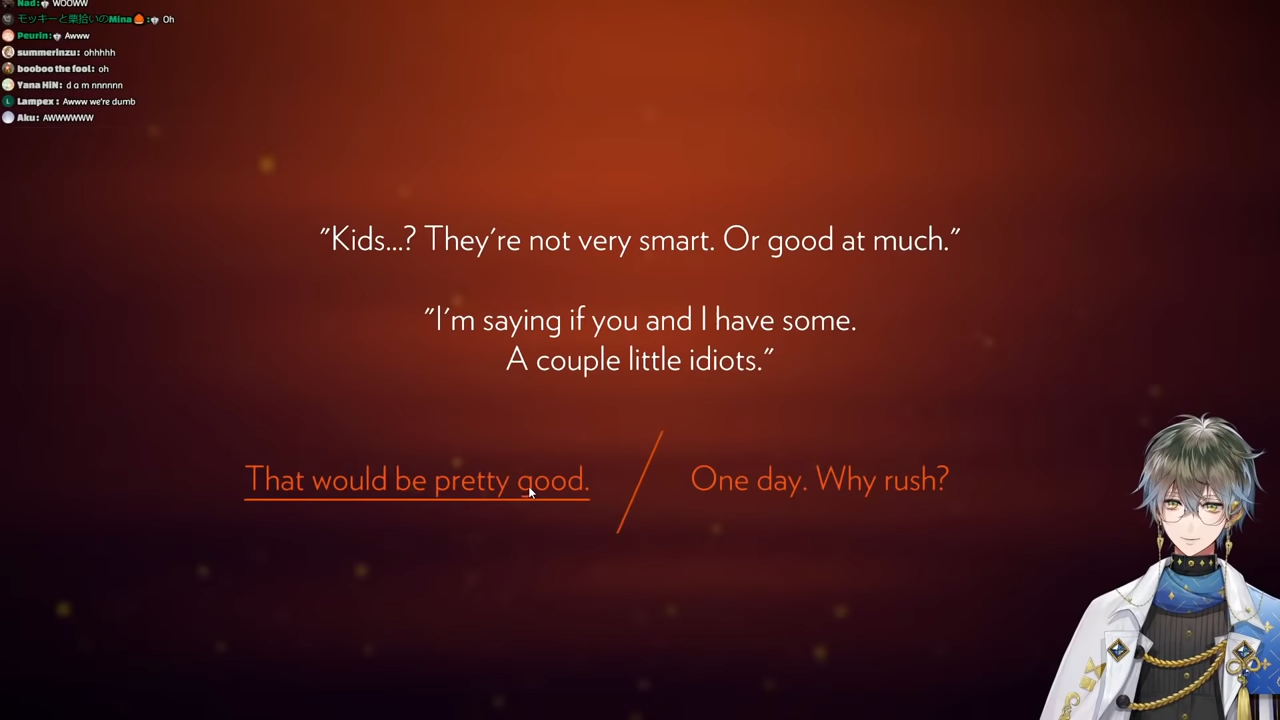 Nad: WOOWW
モッキーと栗拾いのMina🌰: Oh
Peurin: Awww
summerinzu: ohhhhh
booboo the fool: oh
Yana HiN: d a m nnnnnn
Lampex : Awww we're dumb
Aku: AWWWWWW
"Kids...? They're not very smart. Or good at much."
"I'm saying if you and I have some.
A couple little idiots."
That would be pretty good. / One day. Why rush?